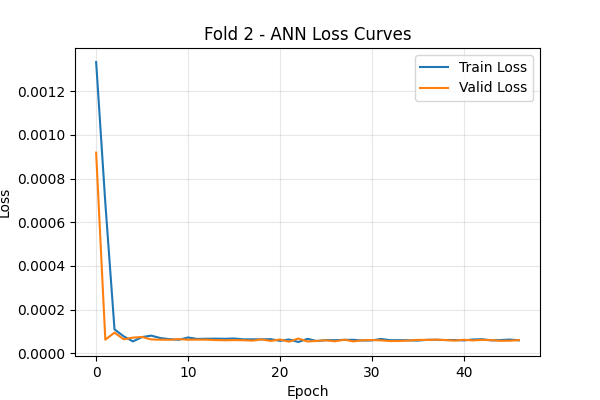 Fold 2 - ANN Loss Curves
Train Loss
Valid Loss
Loss
0.0012
0.0010
0.0008
0.0006
0.0004
0.0002
0.0000
0 10 20 30 40
Epoch